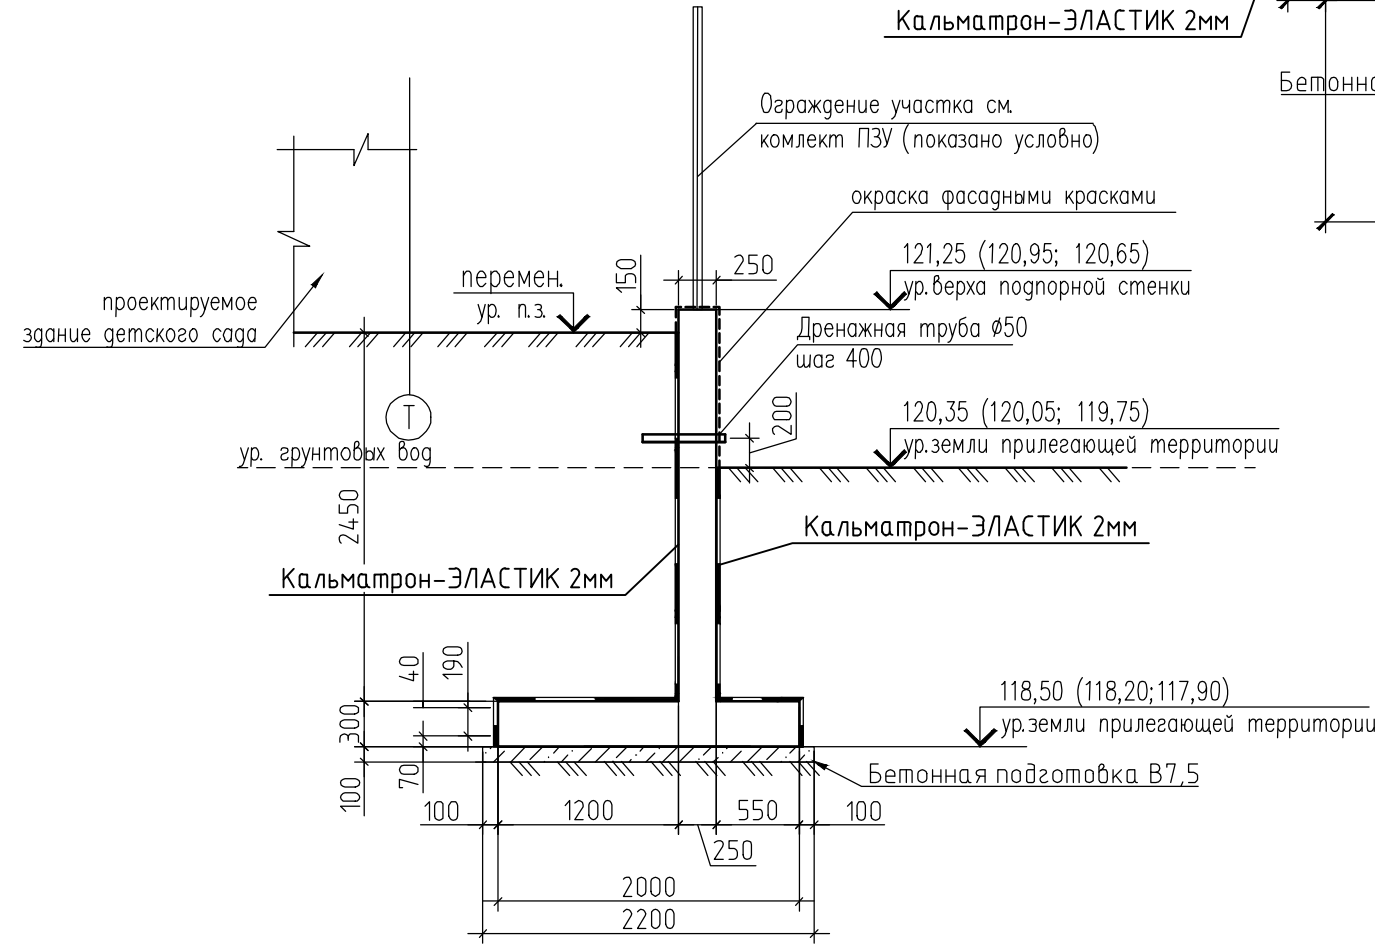 Кальматрон-ЭЛАСТИК 2мм
Ограждение участка см.
комлект ПЗУ (показано условно)
окраска фасадными красками
121,25 (120,95; 120,65)
ур.верха подпорной стенки
150
250
перемен.
ур. п.з.
проектируемое
здание детского сада
Дренажная труба Ø50
шаг 400
Т
200
120,35 (120,05; 119,75)
ур.земли прилегающей территории
ур. грунтовых вод
2450
Кальматрон-ЭЛАСТИК 2мм
Кальматрон-ЭЛАСТИК 2мм
40
190
300
118,50 (118,20;117,90)
ур.земли прилегающей территории
70
100
Бетонная подготовка В7,5
100
1200
550
100
250
2000
2200